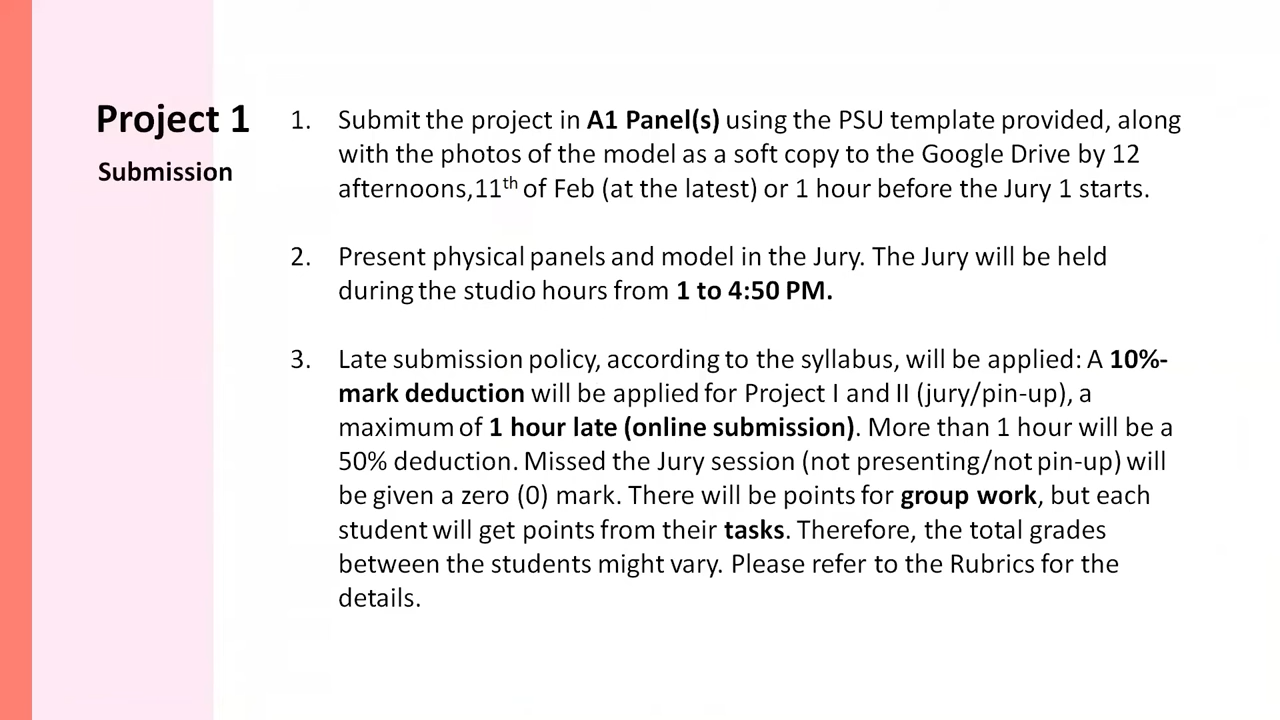 Project 1
Submission
1. Submit the project in A1 Panel(s) using the PSU template provided, along
with the photos of the model as a soft copy to the Google Drive by 12
afternoons,11th of Feb (at the latest) or 1 hour before the Jury 1 starts.
2. Present physical panels and model in the Jury. The Jury will be held
during the studio hours from 1 to 4:50 PM.
3. Late submission policy, according to the syllabus, will be applied: A 10%-
mark deduction will be applied for Project I and II (jury/pin-up), a
maximum of 1 hour late (online submission). More than 1 hour will be a
50% deduction. Missed the Jury session (not presenting/not pin-up) will
be given a zero (0) mark. There will be points for group work, but each
student will get points from their tasks. Therefore, the total grades
between the students might vary. Please refer to the Rubrics for the
details.